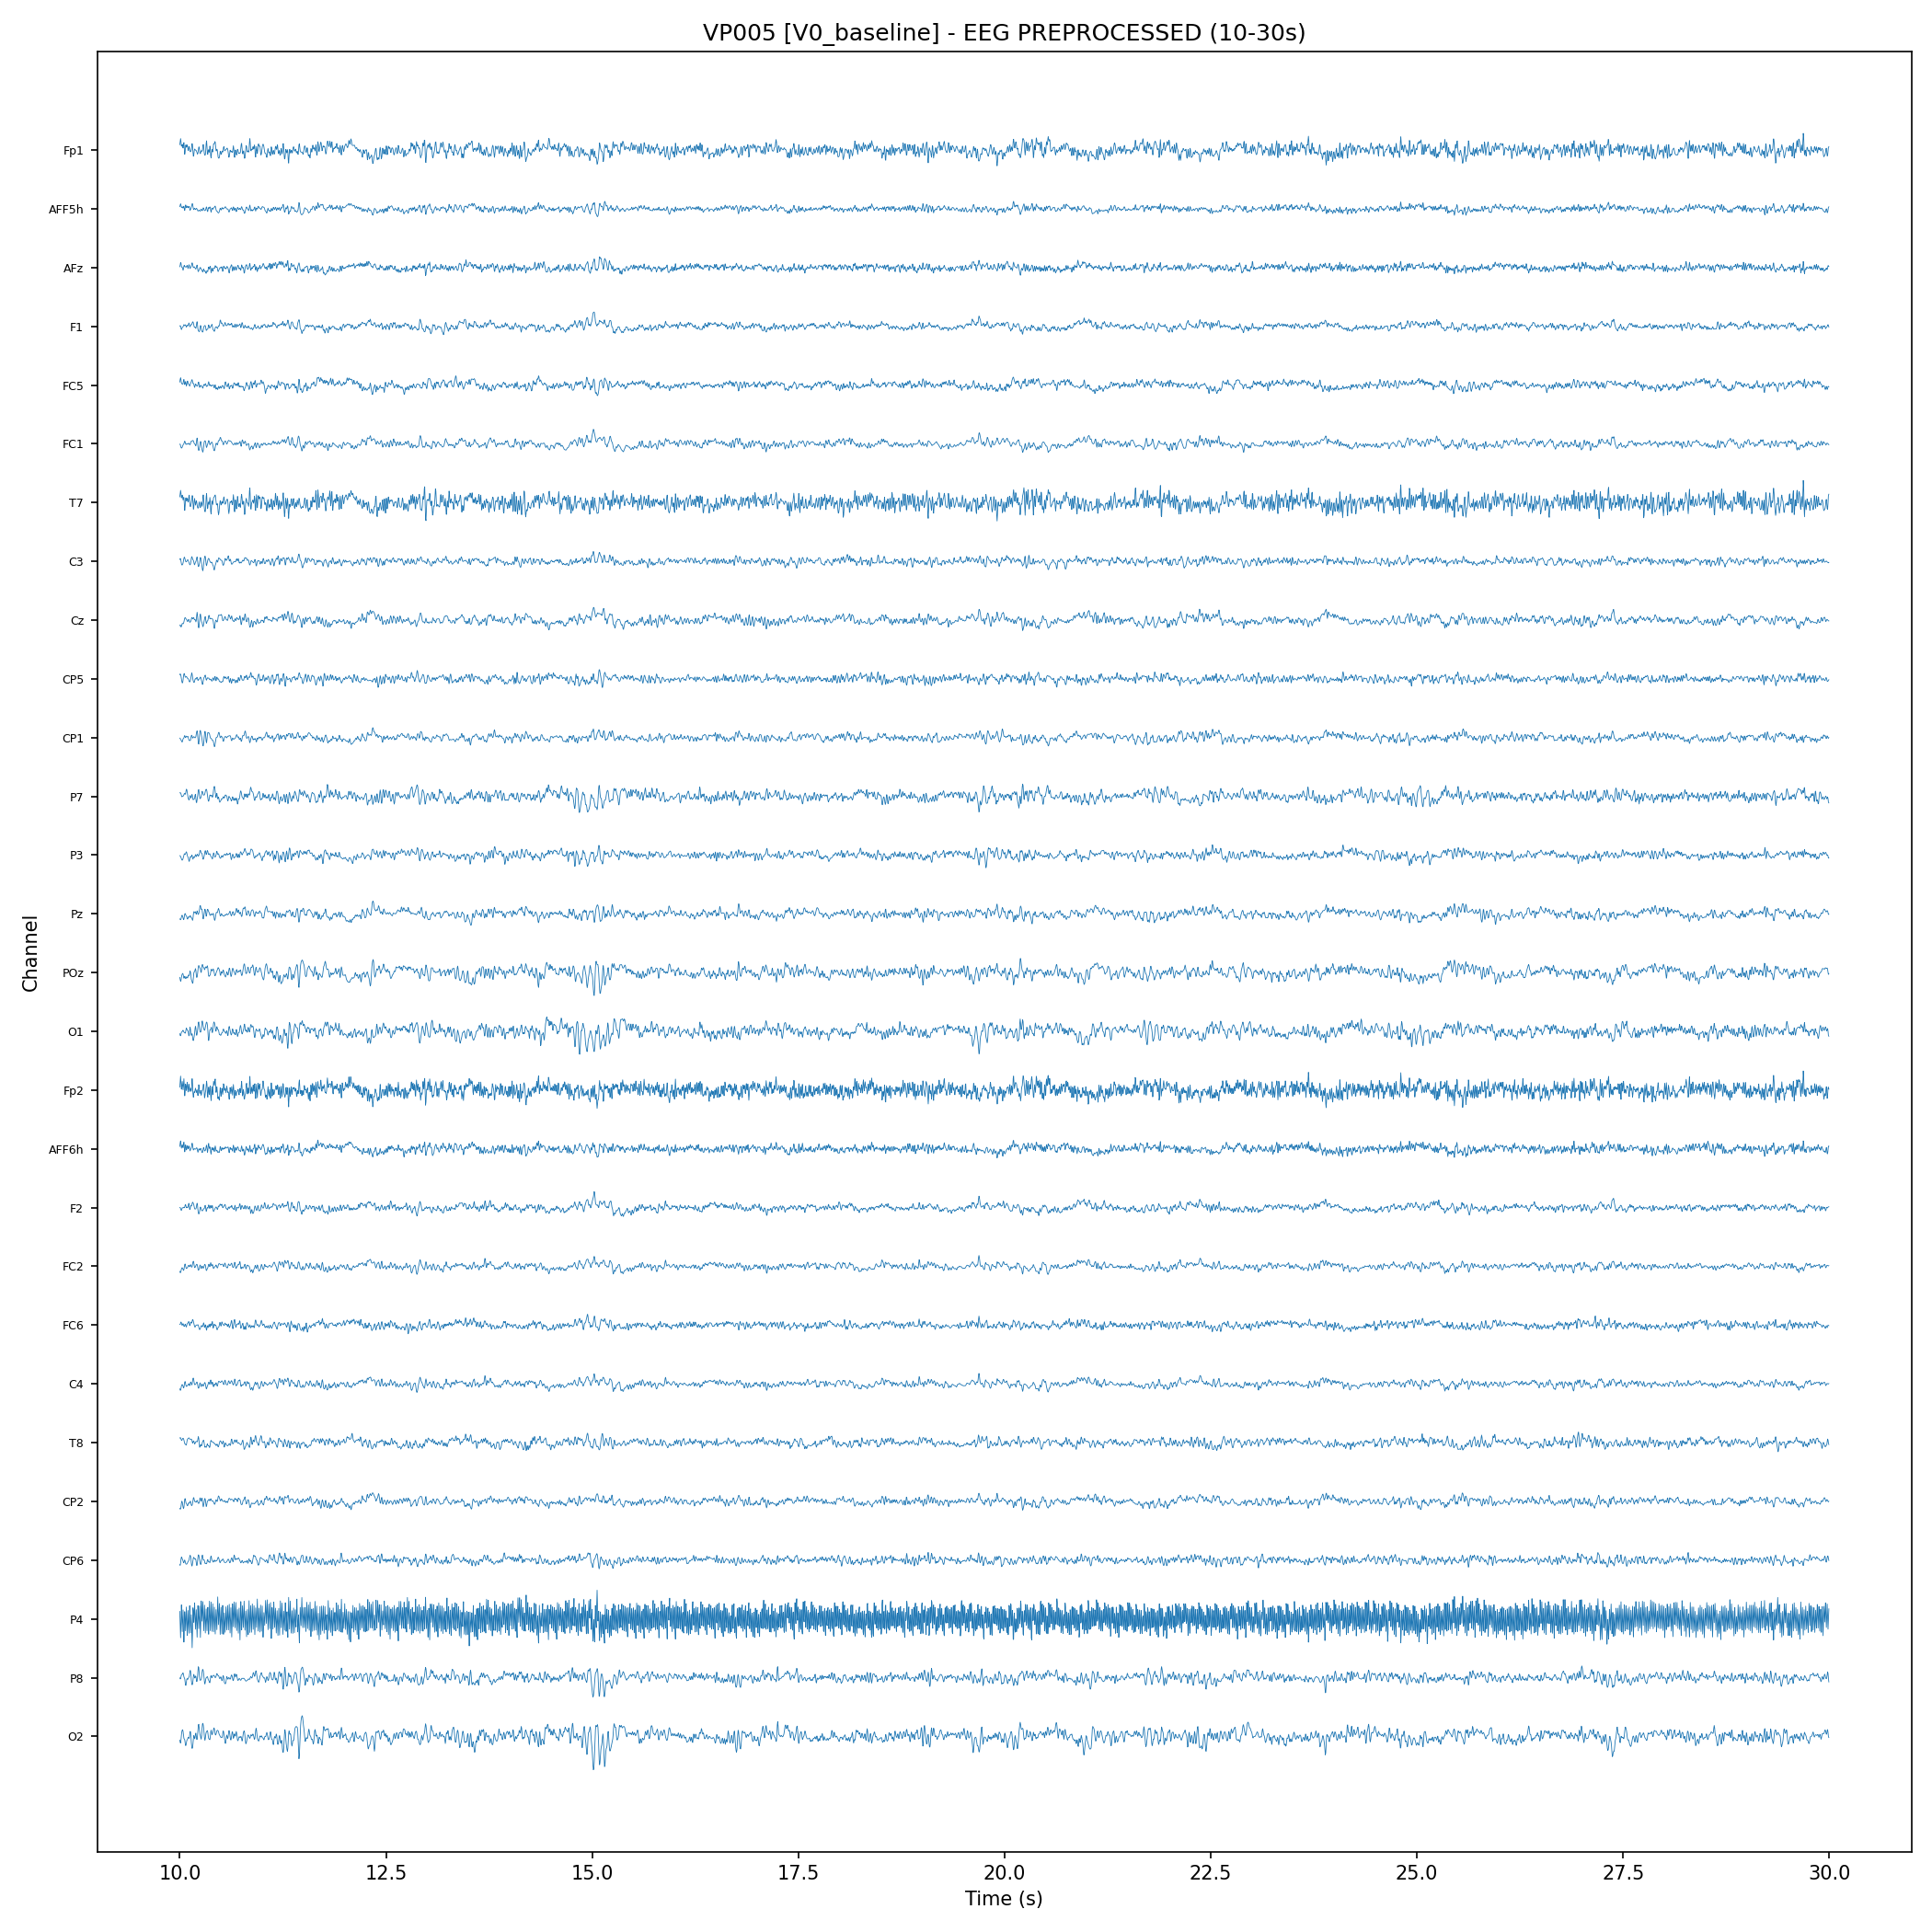 VP005 [V0_baseline] - EEG PREPROCESSED (10-30s)
Fp1
AFF5h
AFz
F1
FC5
FC1
T7
C3
Cz
CP5
CP1
P7
P3
Pz
POz
O1
Fp2
AFF6h
F2
FC2
FC6
C4
T8
CP2
CP6
P4
P8
O2
Channel
10.0 12.5 15.0 17.5 20.0 22.5 25.0 27.5 30.0
Time (s)